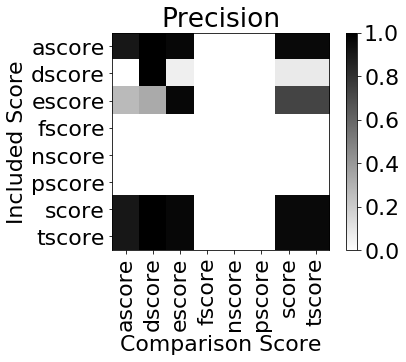 Precision
Included Score
ascore
dscore
escore
fscore
nscore
pscore
score
tscore
1.0
0.8
0.6
0.4
0.2
0.0
ascore
dscore
escore
fscore
nscore
pscore
score
tscore
Comparison Score